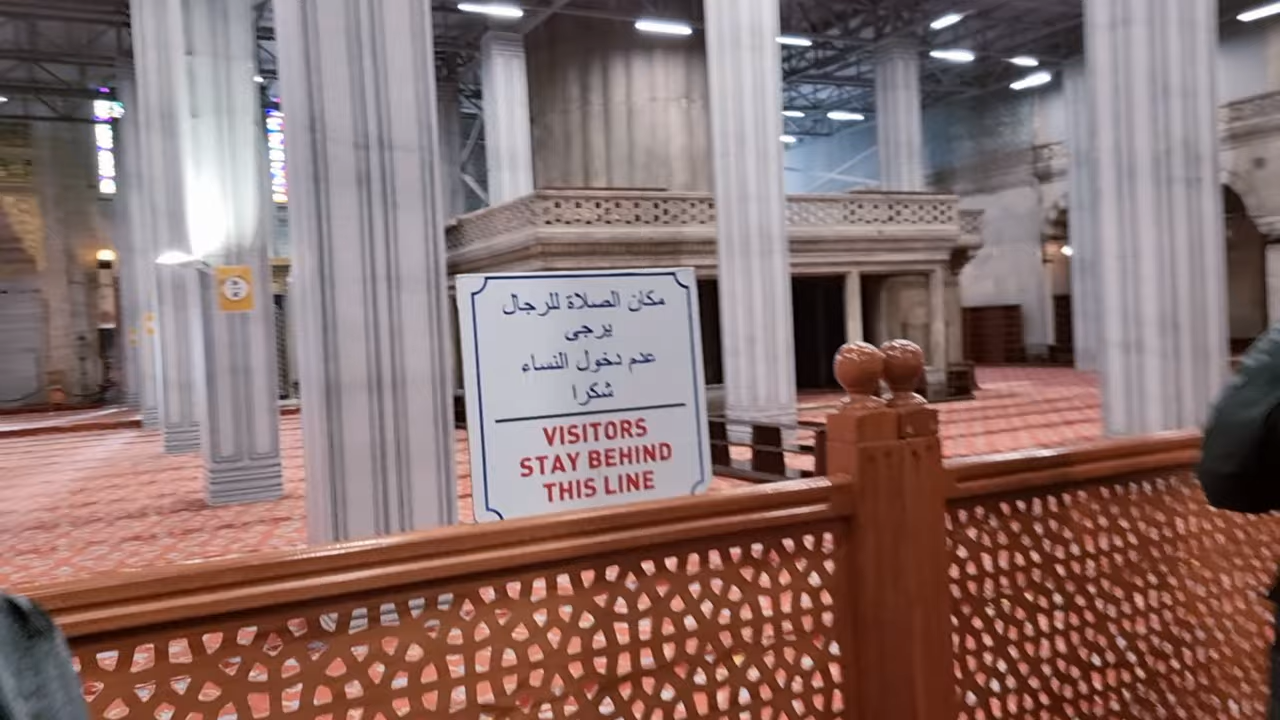 مكان الصلاة للرجال
يرجى
عدم دخول النساء
شكرا
VISITORS
STAY BEHIND
THIS LINE